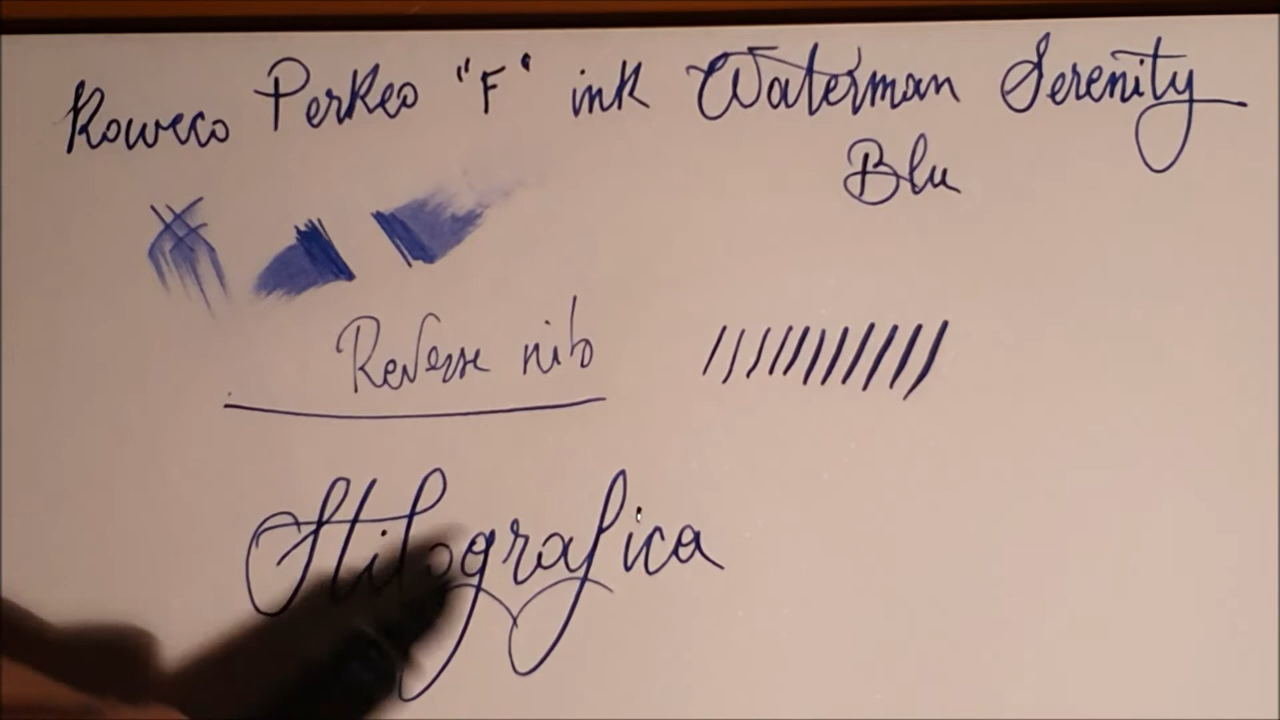 Kaweco Perkeo "F" ink Waterman Serenity
Blu
Reverse nib
Stilografica